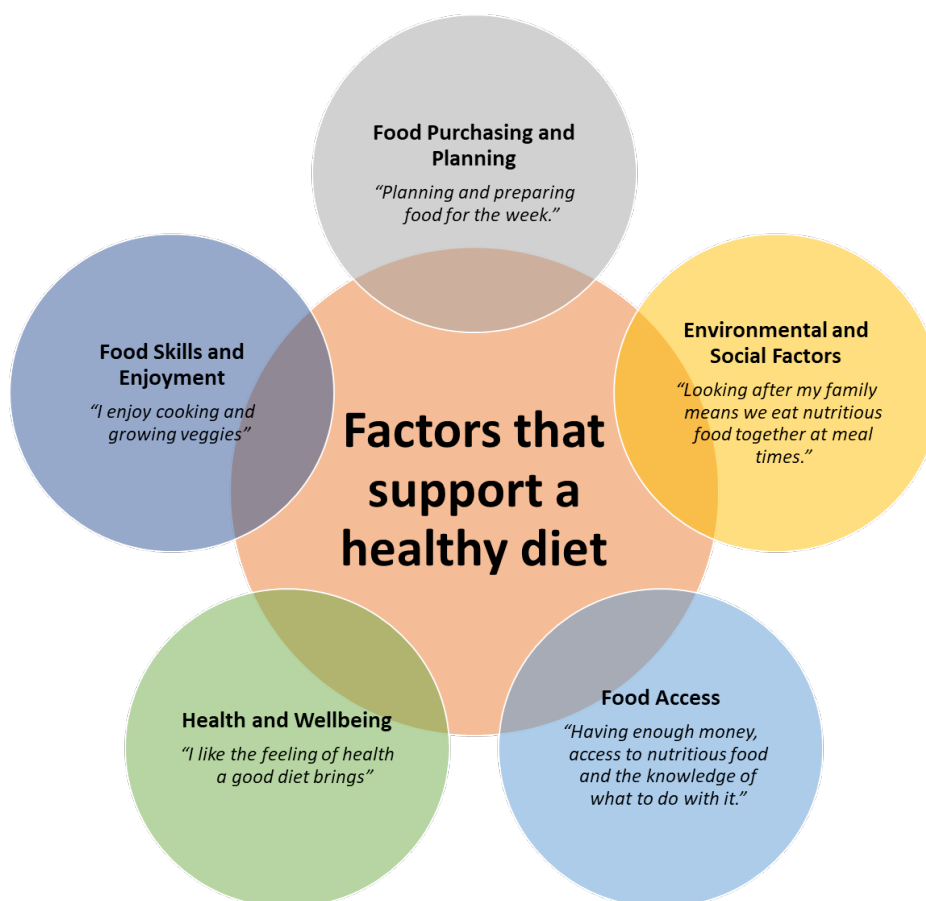 Food Purchasing and
Planning
“Planning and preparing
food for the week.”
Environmental and
Social Factors
“Looking after my family
means we eat nutritious
food together at meal
times.”
Food Skills and
Enjoyment
“I enjoy cooking and
growing veggies”
Factors that
support a
healthy diet
Health and Wellbeing
“I like the feeling of health
a good diet brings”
Food Access
“Having enough money,
access to nutritious food
and the knowledge of
what to do with it.”